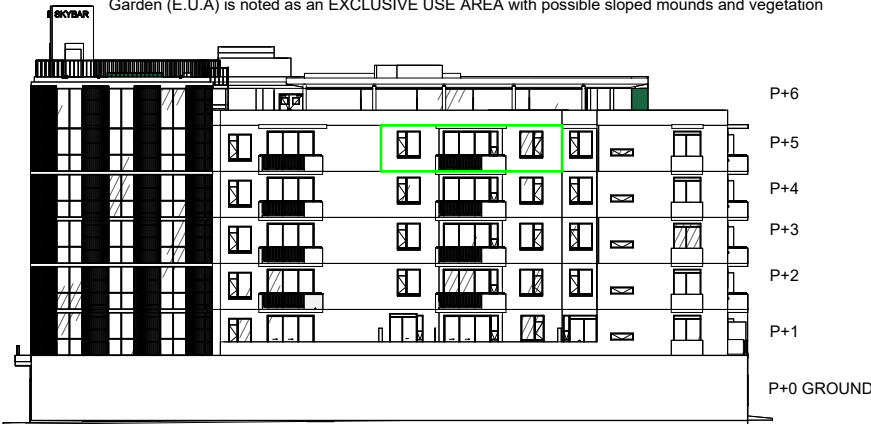 Garden (E.U.A) is noted as an EXCLUSIVE USE AREA with possible sloped mounds and vegetation
SKYBAR
P+6
P+5
P+4
P+3
P+2
P+1
P+0 GROUND